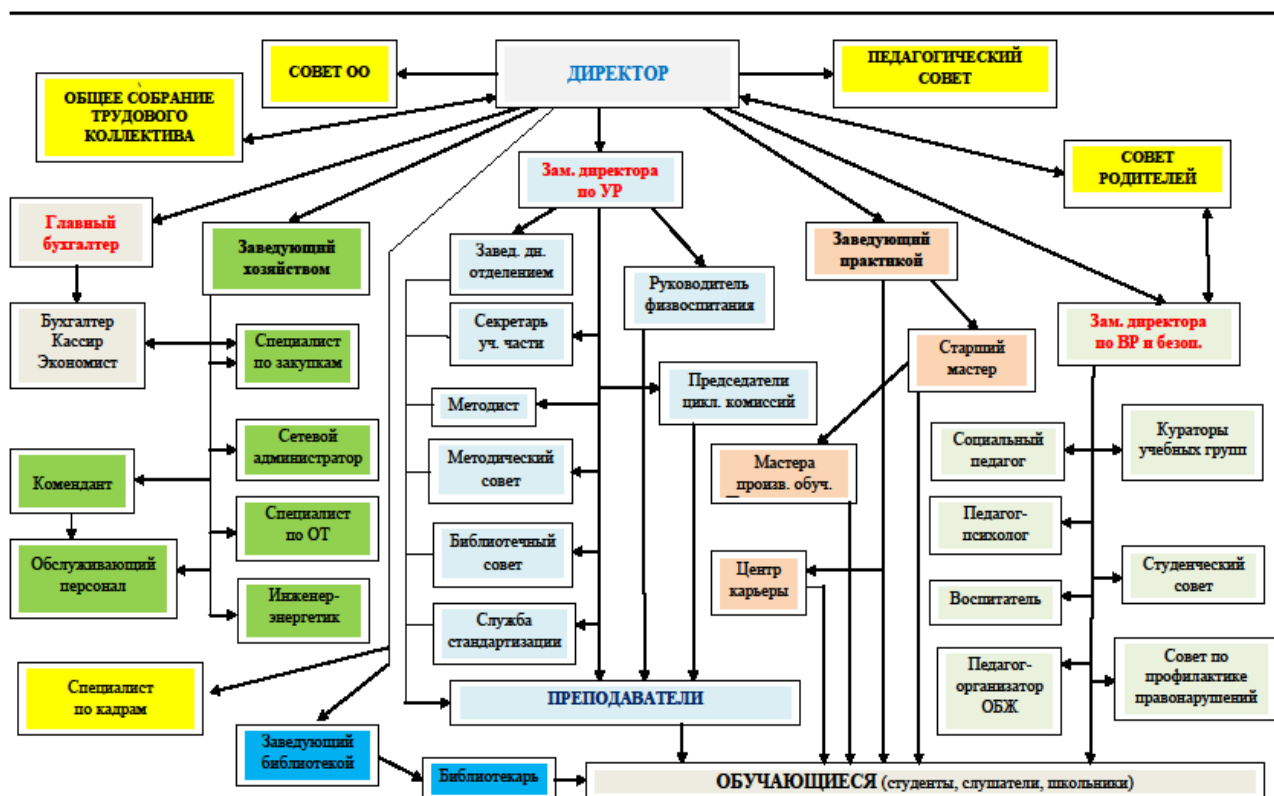 СОВЕТ ОО
ДИРЕКТОР
ПЕДАГОГИЧЕСКИЙ
СОВЕТ
ОБЩЕЕ СОБРАНИЕ
ТРУДОВОГО
КОЛЛЕКТИВА
Зам. директора
по УР
СОВЕТ
РОДИТЕЛЕЙ
Главный
бухгалтер
Заведующий
хозяйством
Завед. дн.
отделением
Руководитель
физвоспитания
Заведующий
практикой
Бухгалтер
Кассир
Экономист
Специалист
по закупкам
Секретарь
уч. части
Старший
мастер
Зам. директора
по ВР и безоп.
Методист
Председатели
цикл. комиссий
Сетевой
администратор
Комендант
Методический
совет
Мастера
произв. обуч.
Социальный
педагог
Кураторы
учебных групп
Специалист
по ОТ
Обслуживающий
персонал
Библиотечный
совет
Педагог-
психолог
Центр
карьеры
Студенческий
совет
Инженер-
энергетик
Служба
стандартизации
Воспитатель
Специалист
по кадрам
ПРЕПОДАВАТЕЛИ
Педагог-
организатор
ОБЖ
Совет по
профилактике
правонарушений
Заведующий
библиотекой
Библиотекарь
ОБУЧАЮЩИЕСЯ (студенты, слушатели, школьники)